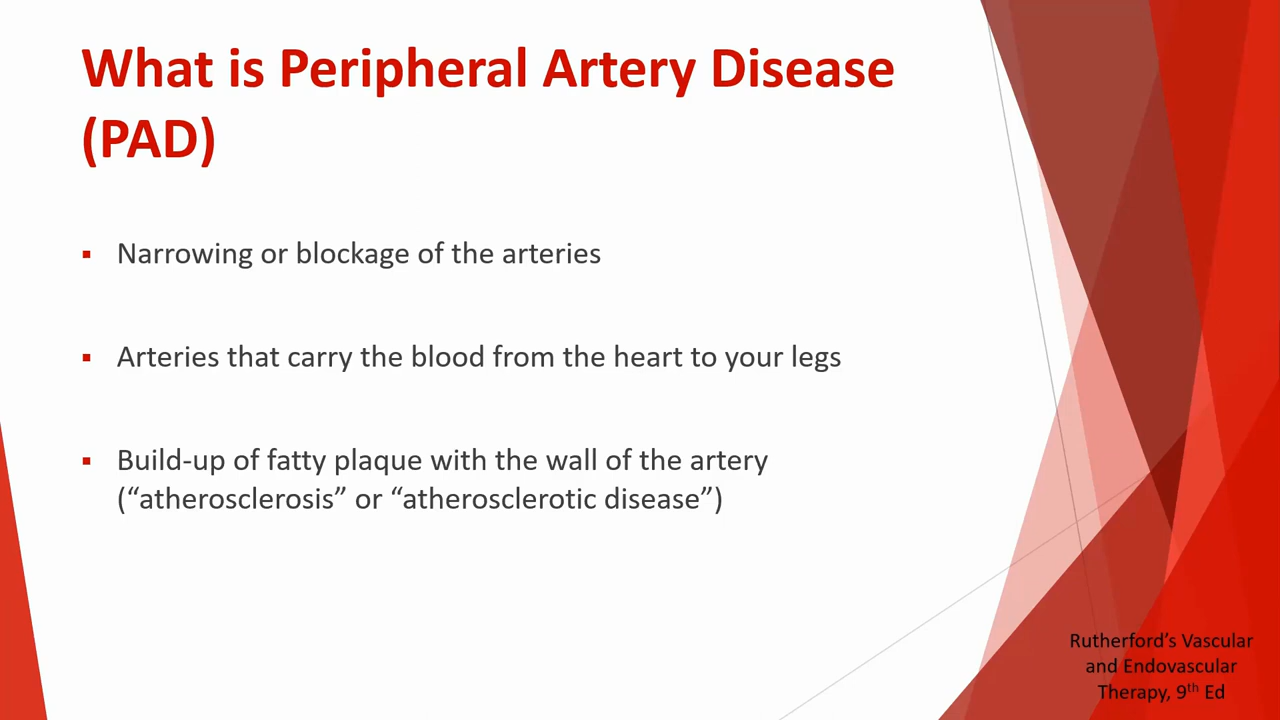 What is Peripheral Artery Disease
(PAD)
▪ Narrowing or blockage of the arteries
▪ Arteries that carry the blood from the heart to your legs
▪ Build-up of fatty plaque with the wall of the artery
(“atherosclerosis” or “atherosclerotic disease”)
Rutherford’s Vascular
and Endovascular
Therapy, 9th Ed